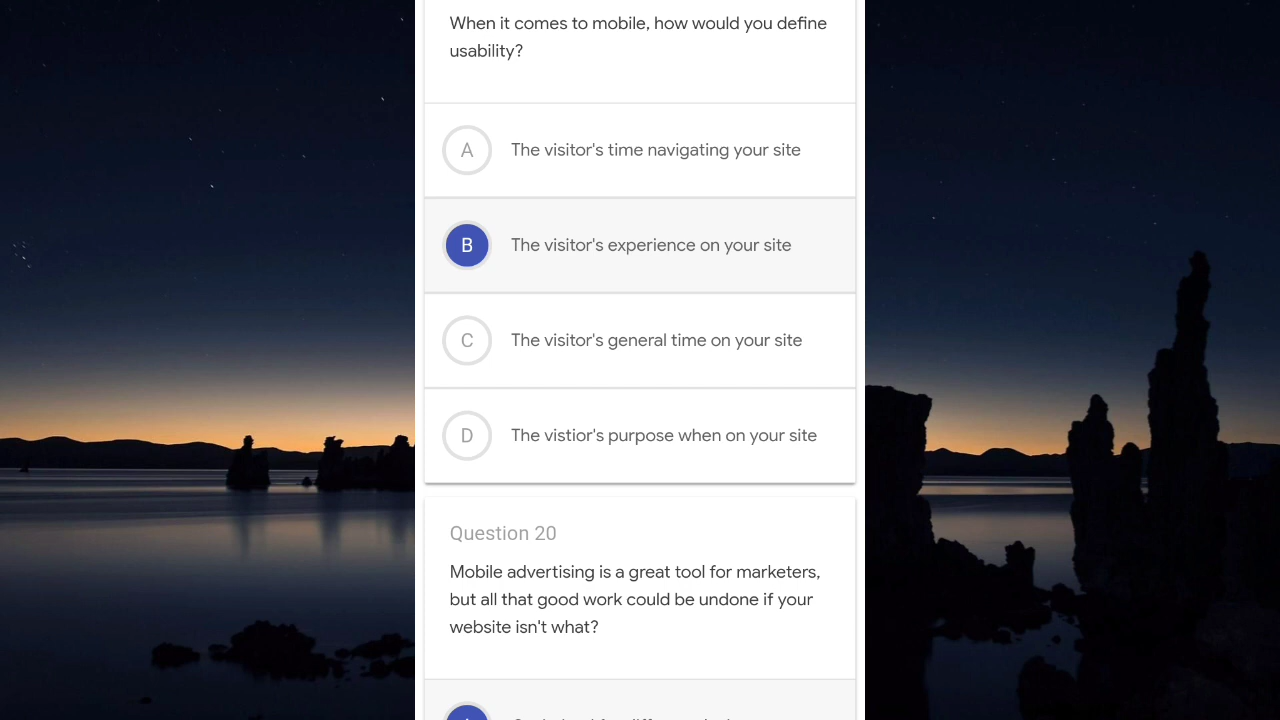 When it comes to mobile, how would you define
usability?
A The visitor's time navigating your site
B The visitor's experience on your site
C The visitor's general time on your site
D The vistior's purpose when on your site
Question 20
Mobile advertising is a great tool for marketers,
but all that good work could be undone if your
website isn't what?